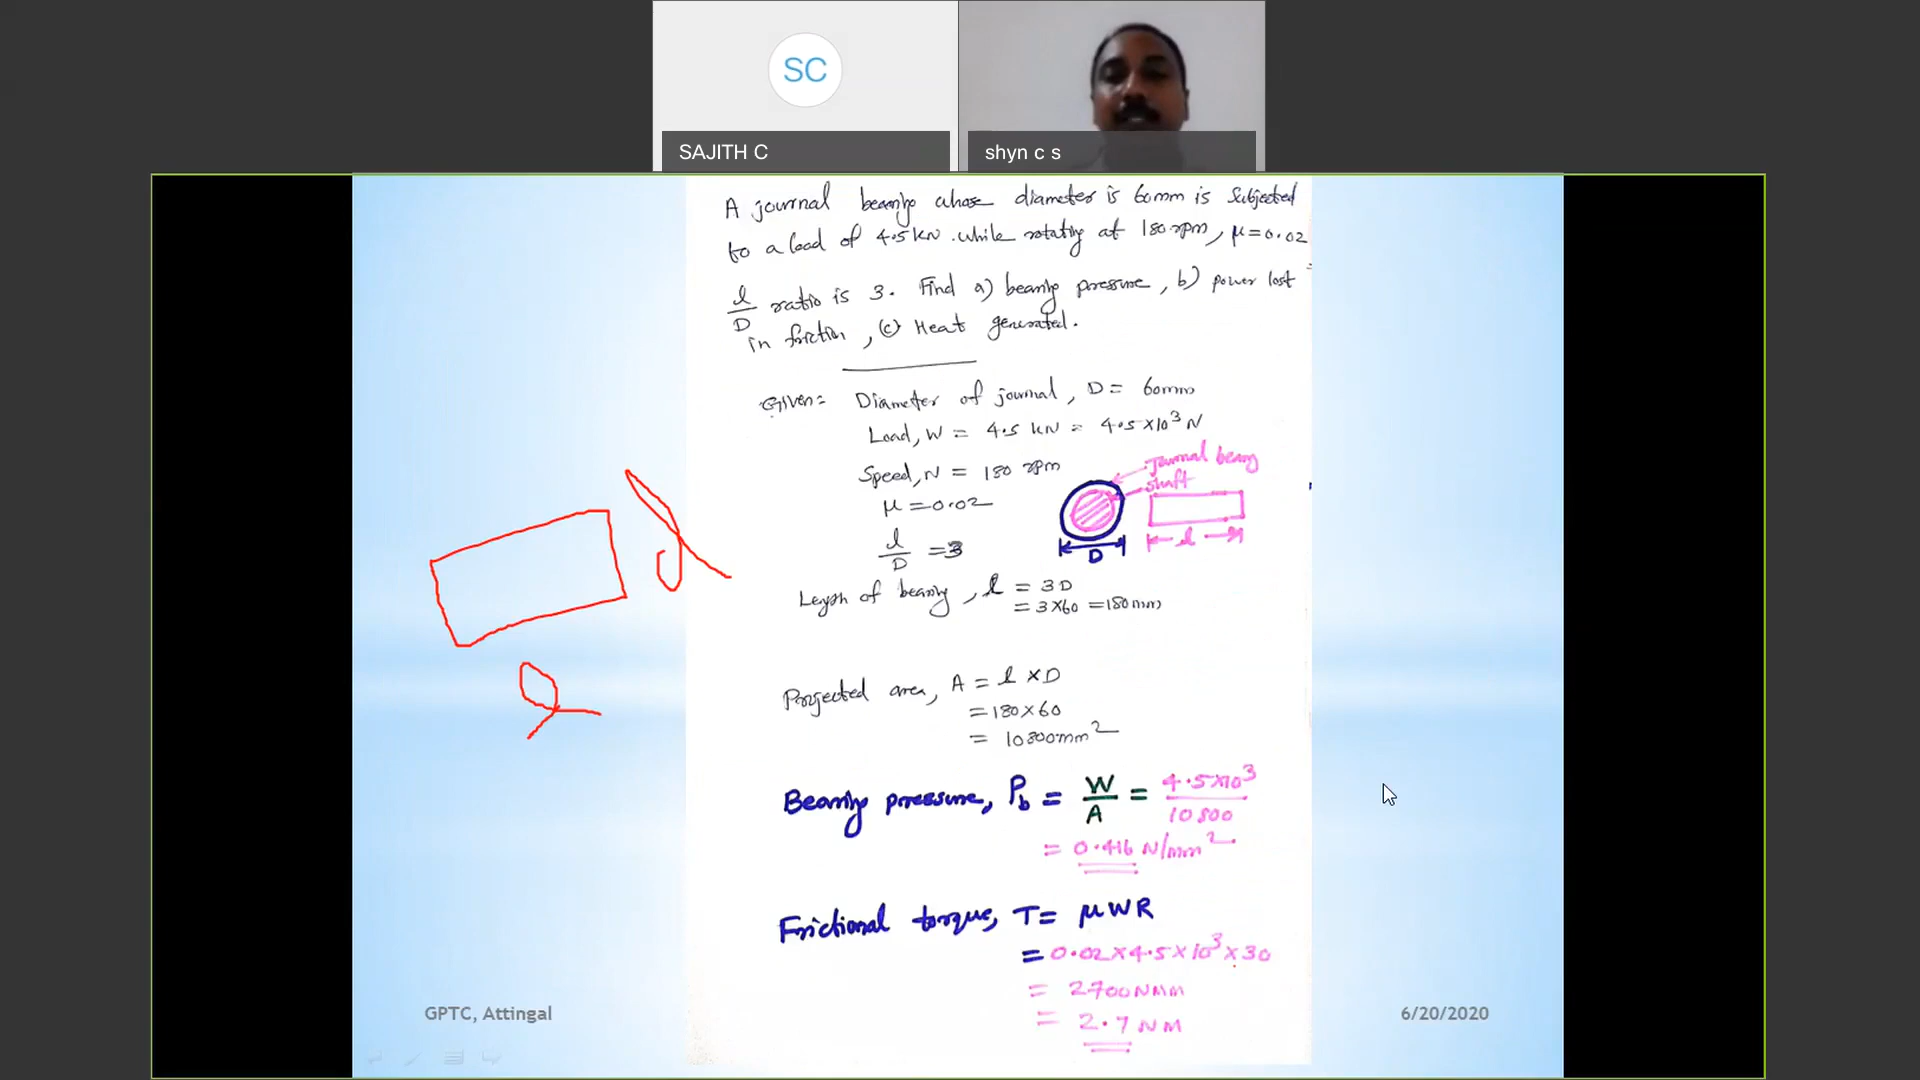 SC
SAJITH C
shyn c s
A journal bearing whose diameter is 60mm is subjected
to a load of 4.5 kN. while rotating at 180 rpm, μ=0.02
l/D ratio is 3. Find a) bearing pressure, b) power lost =
in friction, (c) Heat generated.
Given: Diameter of journal, D = 60mm
Load, W = 4.5 kN = 4.5×10³ N
Speed, N = 180 rpm
μ = 0.02
l/D = 3
Journal bearing
shaft
D
l
Length of bearing, l = 3D
= 3×60 = 180mm
d
l
Projected area, A = l × D
= 180×60
= 10800mm²
Bearing pressure, Pb = W/A = 4.5×10³/10800
= 0.416 N/mm²
Frictional torque, T = μWR
= 0.02×4.5×10³×30
= 2700 NMM
= 2.7 NM
GPTC, Attingal
6/20/2020